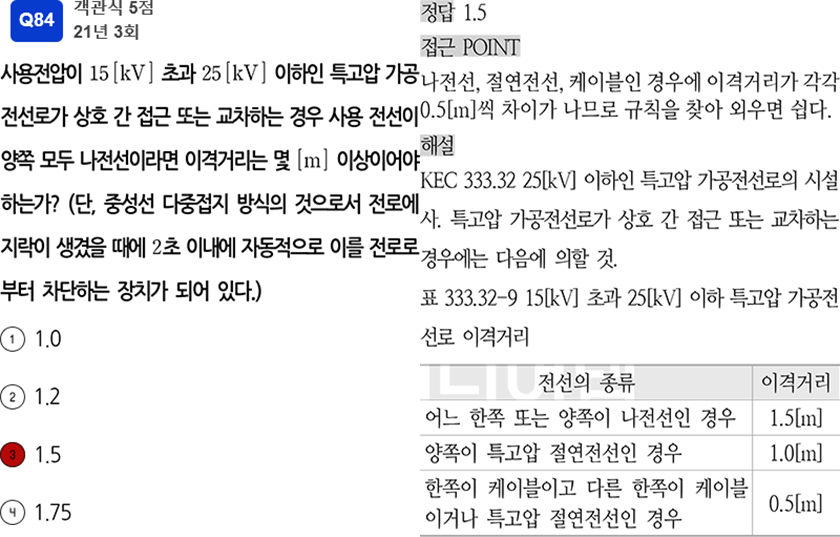 Q84
객관식 5점
21년 3회
사용전압이 15[kV] 초과 25[kV] 이하인 특고압 가공
전선로가 상호 간 접근 또는 교차하는 경우 사용 전선이
양쪽 모두 나전선이라면 이격거리는 몇 [m] 이상이어야
하는가? (단, 중성선 다중접지 방식의 것으로서 전로에
지락이 생겼을 때에 2초 이내에 자동적으로 이를 전로로
부터 차단하는 장치가 되어 있다.)
1 1.0
2 1.2
3 1.5
4 1.75
정답 1.5
접근 POINT
나전선, 절연전선, 케이블인 경우에 이격거리가 각각
0.5[m]씩 차이가 나므로 규칙을 찾아 외우면 쉽다.
해설
KEC 333.32 25[kV] 이하인 특고압 가공전선로의 시설
사. 특고압 가공전선로가 상호 간 접근 또는 교차하는
경우에는 다음에 의할 것.
표 333.32-9 15[kV] 초과 25[kV] 이하 특고압 가공전
선로 이격거리
전선의 종류 이격거리
어느 한쪽 또는 양쪽이 나전선인 경우 1.5[m]
양쪽이 특고압 절연전선인 경우 1.0[m]
한쪽이 케이블이고 다른 한쪽이 케이블
이거나 특고압 절연전선인 경우 0.5[m]